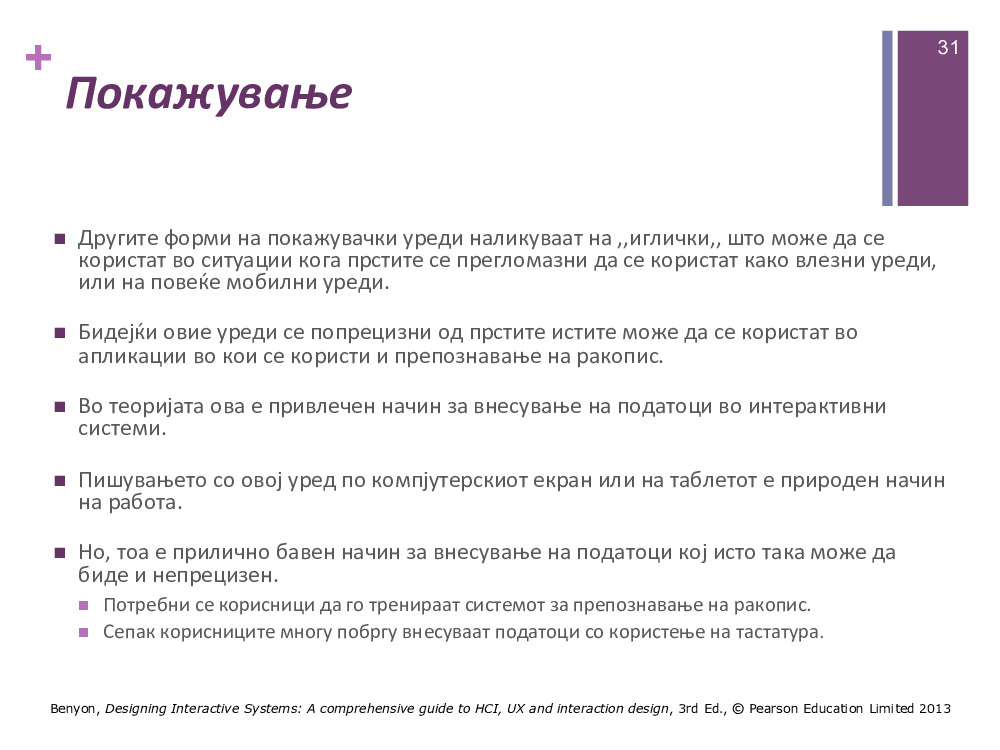 31
+
Покажување
Другите форми на покажувачки уреди наликуваат на ,,иглички,, што може да се
користат во ситуации кога прстите се прегломазни да се користат како влезни уреди,
или на повеќе мобилни уреди.
Бидејќи овие уреди се попрецизни од прстите истите може да се користат во
апликации во кои се користи и препознавање на ракопис.
Во теоријата ова е привлечен начин за внесување на податоци во интерактивни
системи.
Пишувањето со овој уред по компјутерскиот екран или на таблетот е природен начин
на работа.
Но, тоа е прилично бавен начин за внесување на податоци кој исто така може да
биде и непрецизен.
Потребни се корисници да го тренираат системот за препознавање на ракопис.
Сепак корисниците многу побргу внесуваат податоци со користење на тастатура.
Benyon, Designing Interactive Systems: A comprehensive guide to HCI, UX and interaction design, 3rd Ed., © Pearson Education Limited 2013